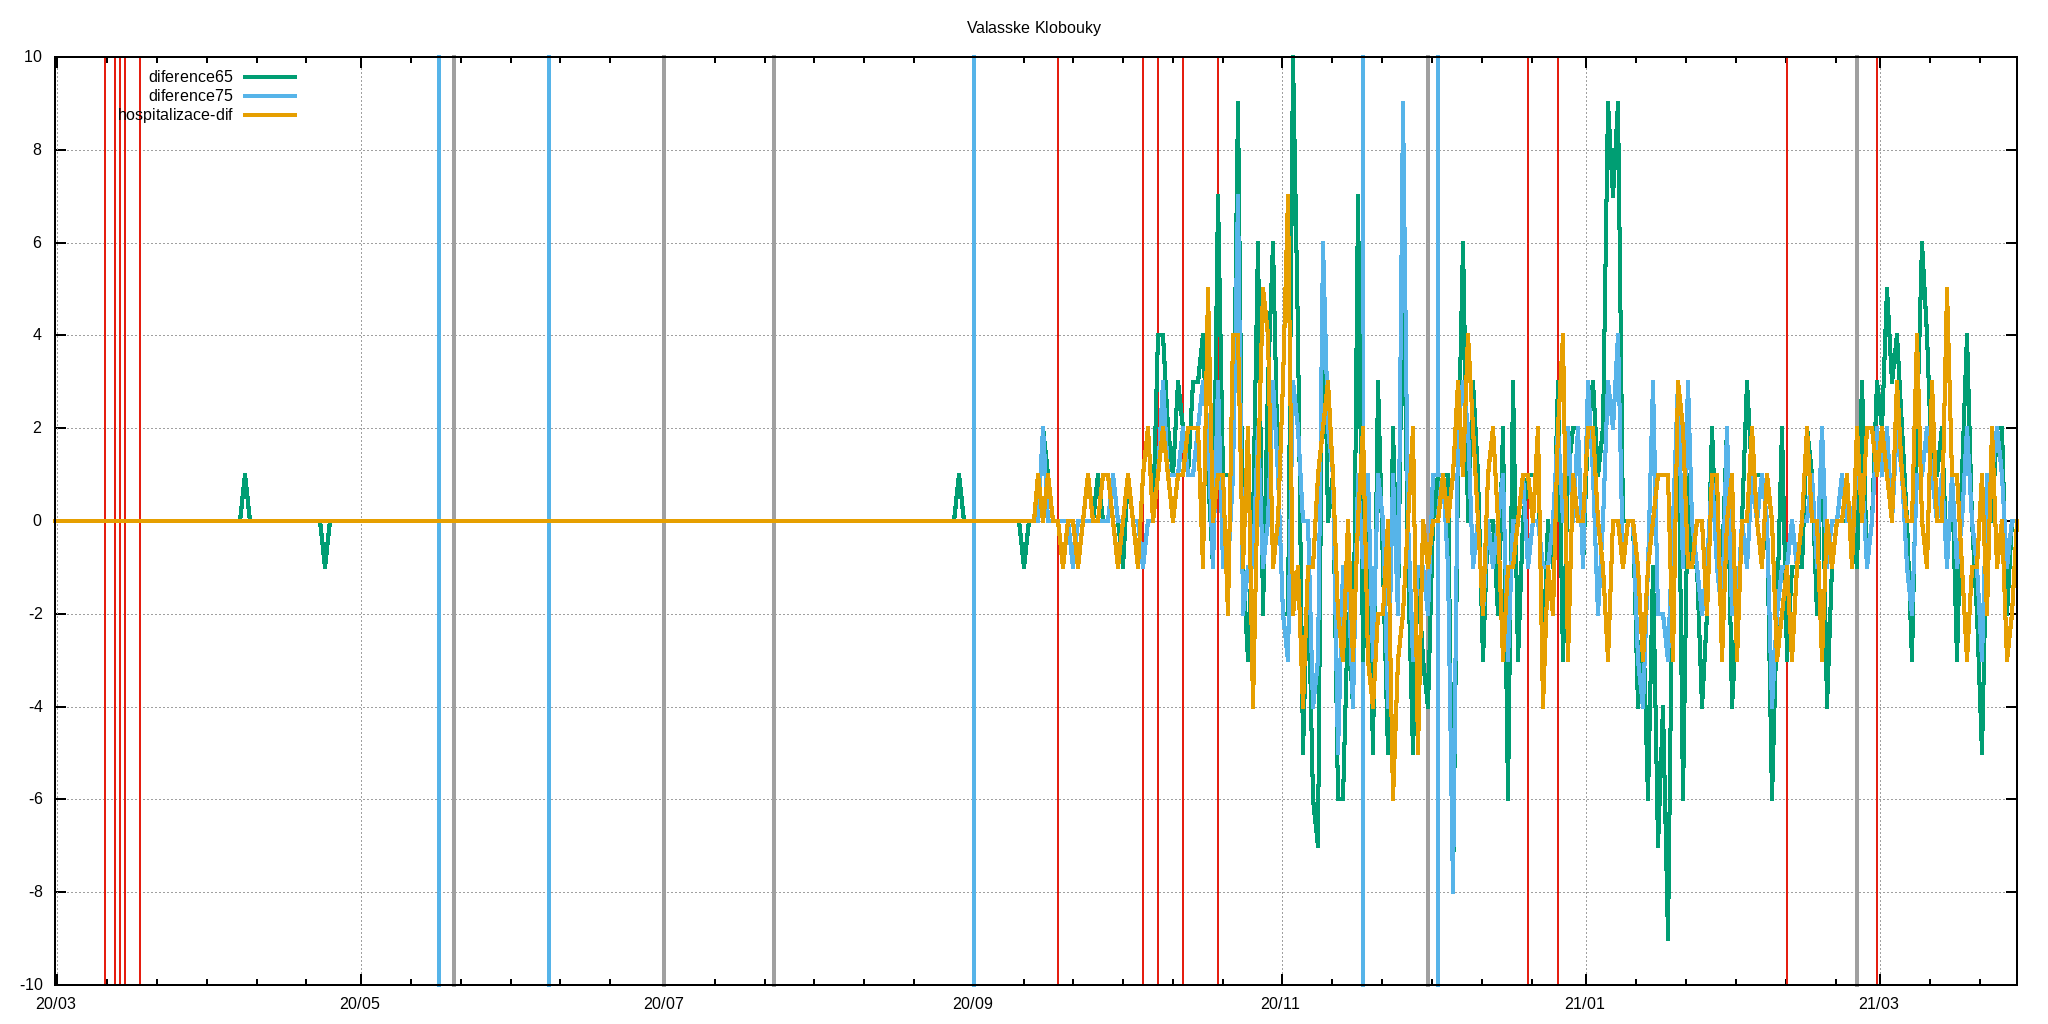 Valasske Klobouky
diference65
diference75
hospitalizace-dif
10
8
6
4
2
0
-2
-4
-6
-8
-10
20/03 20/05 20/07 20/09 20/11 21/01 21/03